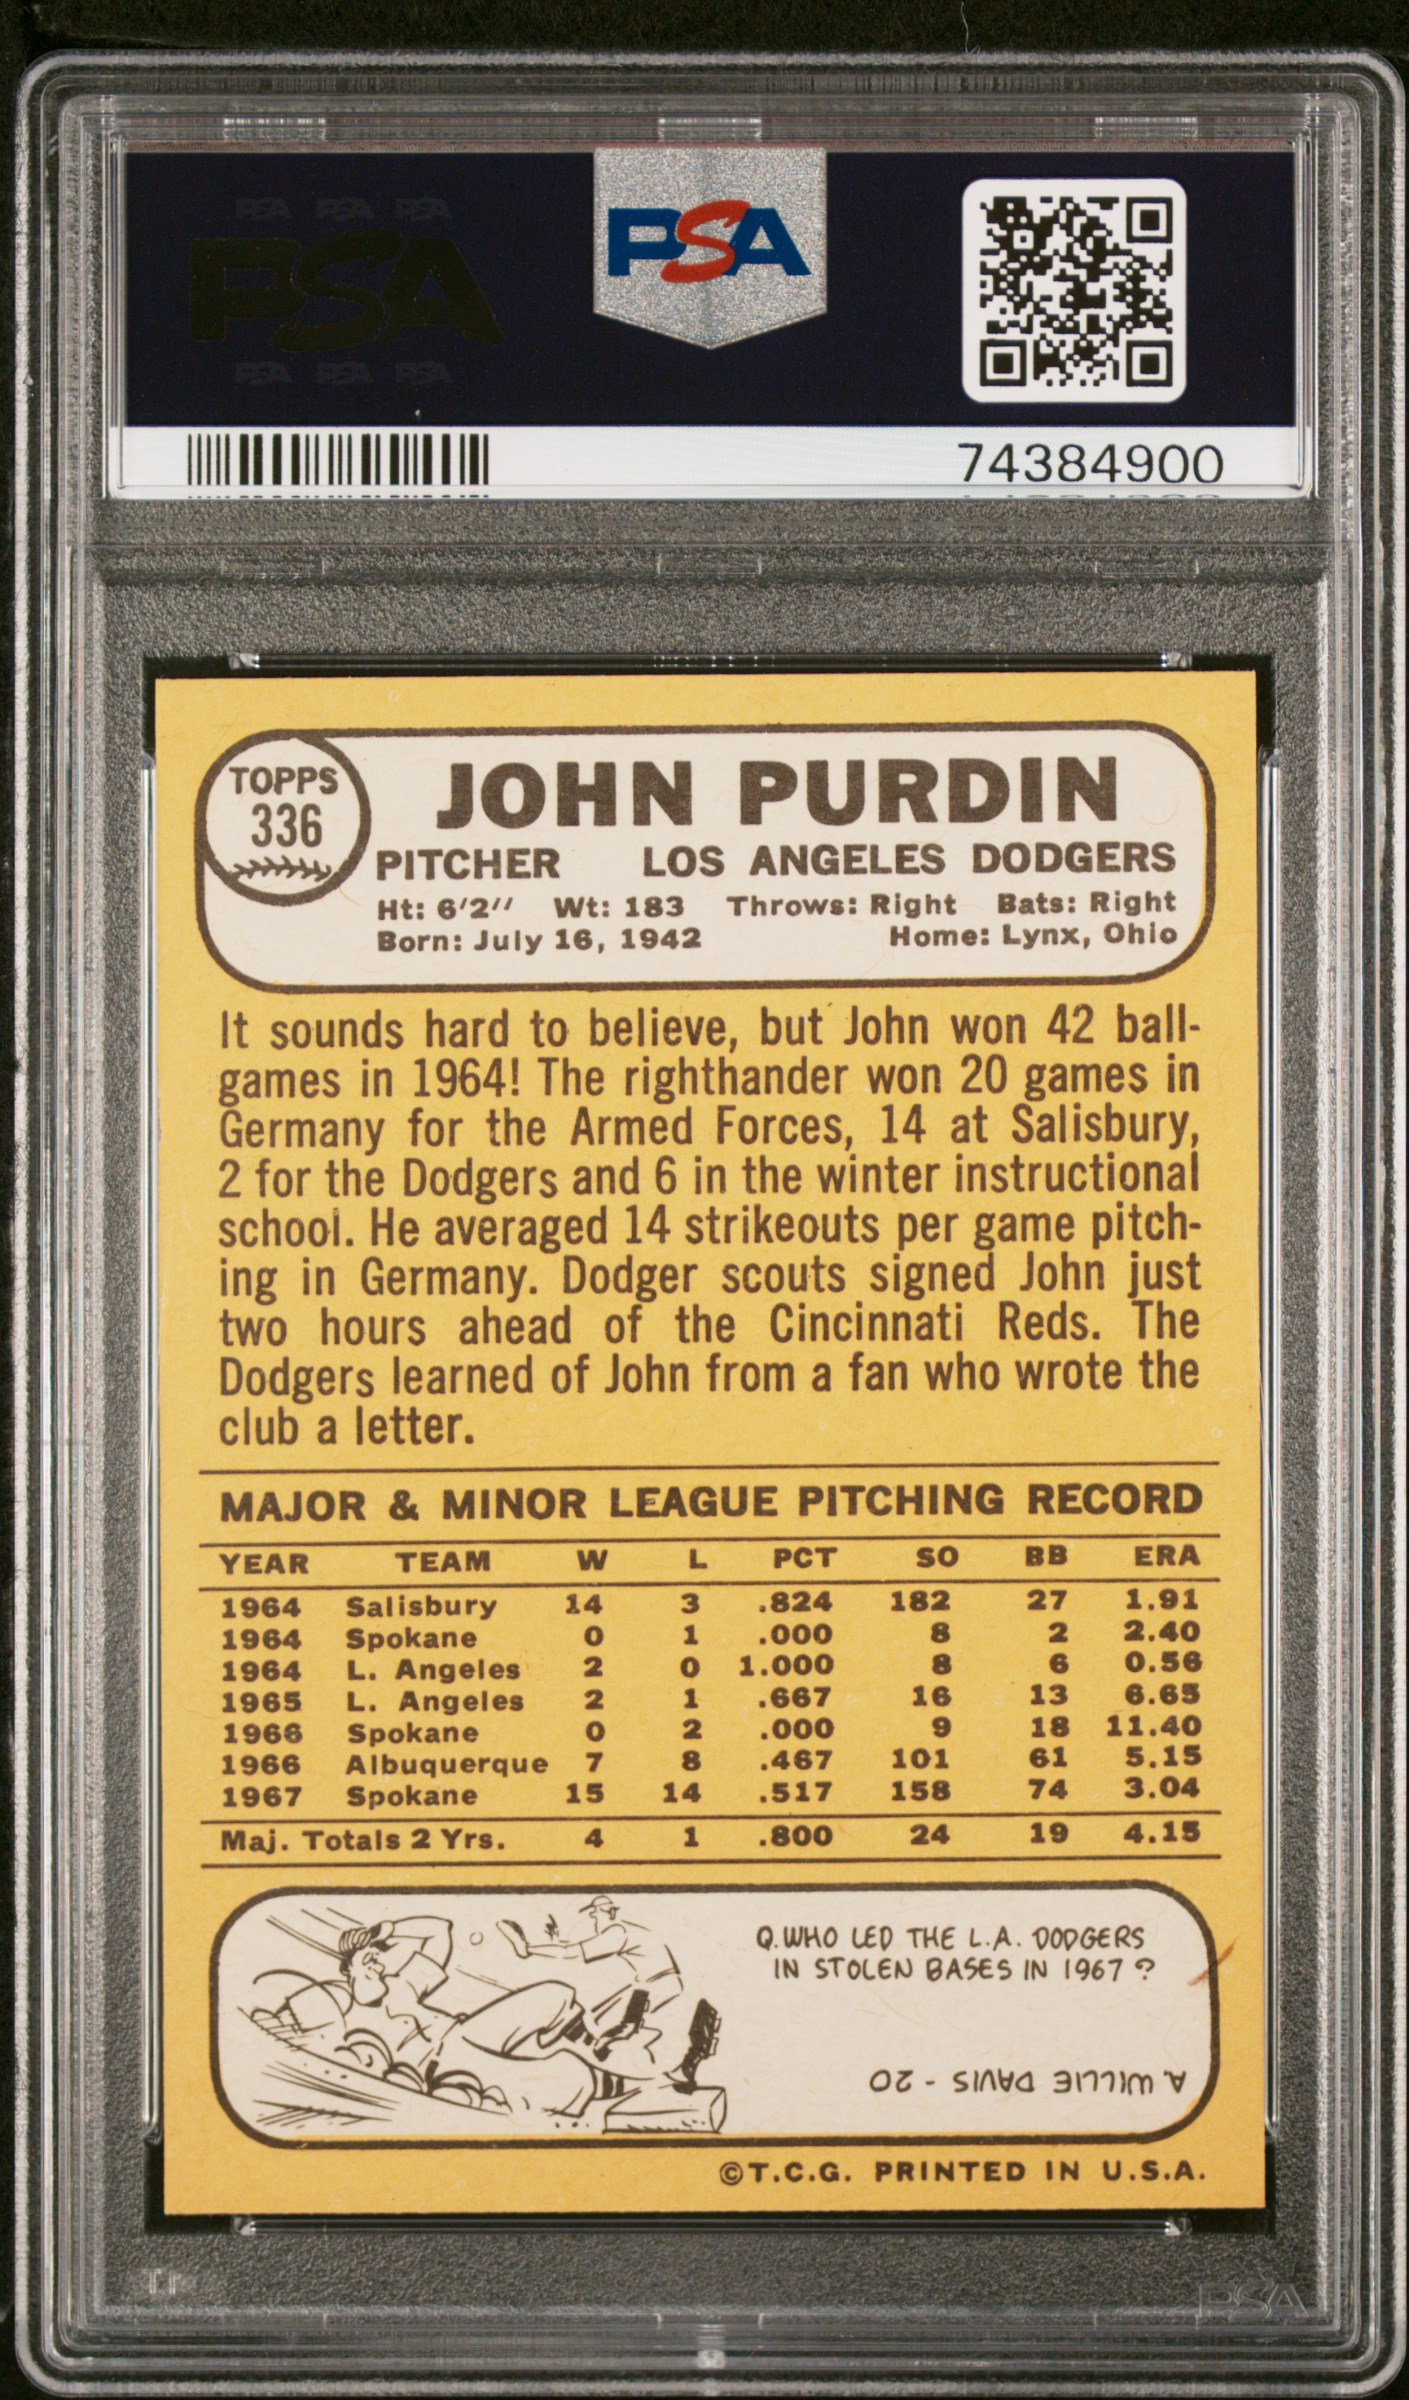 PSA PSA PSA
PSA
PSA PSA PSA
PSA
74384900
TOPPS
336
JOHN PURDIN
PITCHER LOS ANGELES DODGERS
Ht: 6'2" Wt: 183 Throws: Right Bats: Right
Born: July 16, 1942 Home: Lynx, Ohio
It sounds hard to believe, but John won 42 ball-
games in 1964! The righthander won 20 games in
Germany for the Armed Forces, 14 at Salisbury,
2 for the Dodgers and 6 in the winter instructional
school. He averaged 14 strikeouts per game pitch-
ing in Germany. Dodger scouts signed John just
two hours ahead of the Cincinnati Reds. The
Dodgers learned of John from a fan who wrote the
club a letter.
MAJOR & MINOR LEAGUE PITCHING RECORD
YEAR TEAM W L PCT SO BB ERA
1964 Salisbury 14 3 .824 182 27 1.91
1964 Spokane 0 1 .000 8 2 2.40
1964 L. Angeles 2 0 1.000 8 6 0.56
1965 L. Angeles 2 1 .667 16 13 6.65
1966 Spokane 0 2 .000 9 18 11.40
1966 Albuquerque 7 8 .467 101 61 5.15
1967 Spokane 15 14 .517 158 74 3.04
Maj. Totals 2 Yrs. 4 1 .800 24 19 4.15
Q. WHO LED THE L.A. DODGERS
IN STOLEN BASES IN 1967?
A. WILLIE DAVIS - 20
©T.C.G. PRINTED IN U.S.A.
PSA